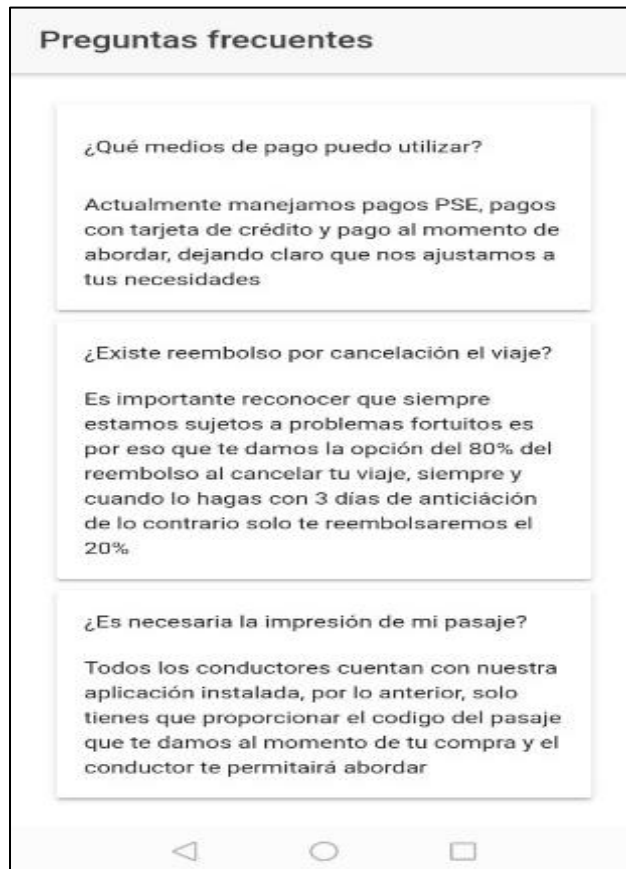 Preguntas frecuentes
¿Qué medios de pago puedo utilizar?
Actualmente manejamos pagos PSE, pagos
con tarjeta de crédito y pago al momento de
abordar, dejando claro que nos ajustamos a
tus necesidades
¿Existe reembolso por cancelación el viaje?
Es importante reconocer que siempre
estamos sujetos a problemas fortuitos es
por eso que te damos la opción del 80% del
reembolso al cancelar tu viaje, siempre y
cuando lo hagas con 3 días de anticiáción
de lo contrario solo te reembolsaremos el
20%
¿Es necesaria la impresión de mi pasaje?
Todos los conductores cuentan con nuestra
aplicación instalada, por lo anterior, solo
tienes que proporcionar el codigo del pasaje
que te damos al momento de tu compra y el
conductor te permitairá abordar